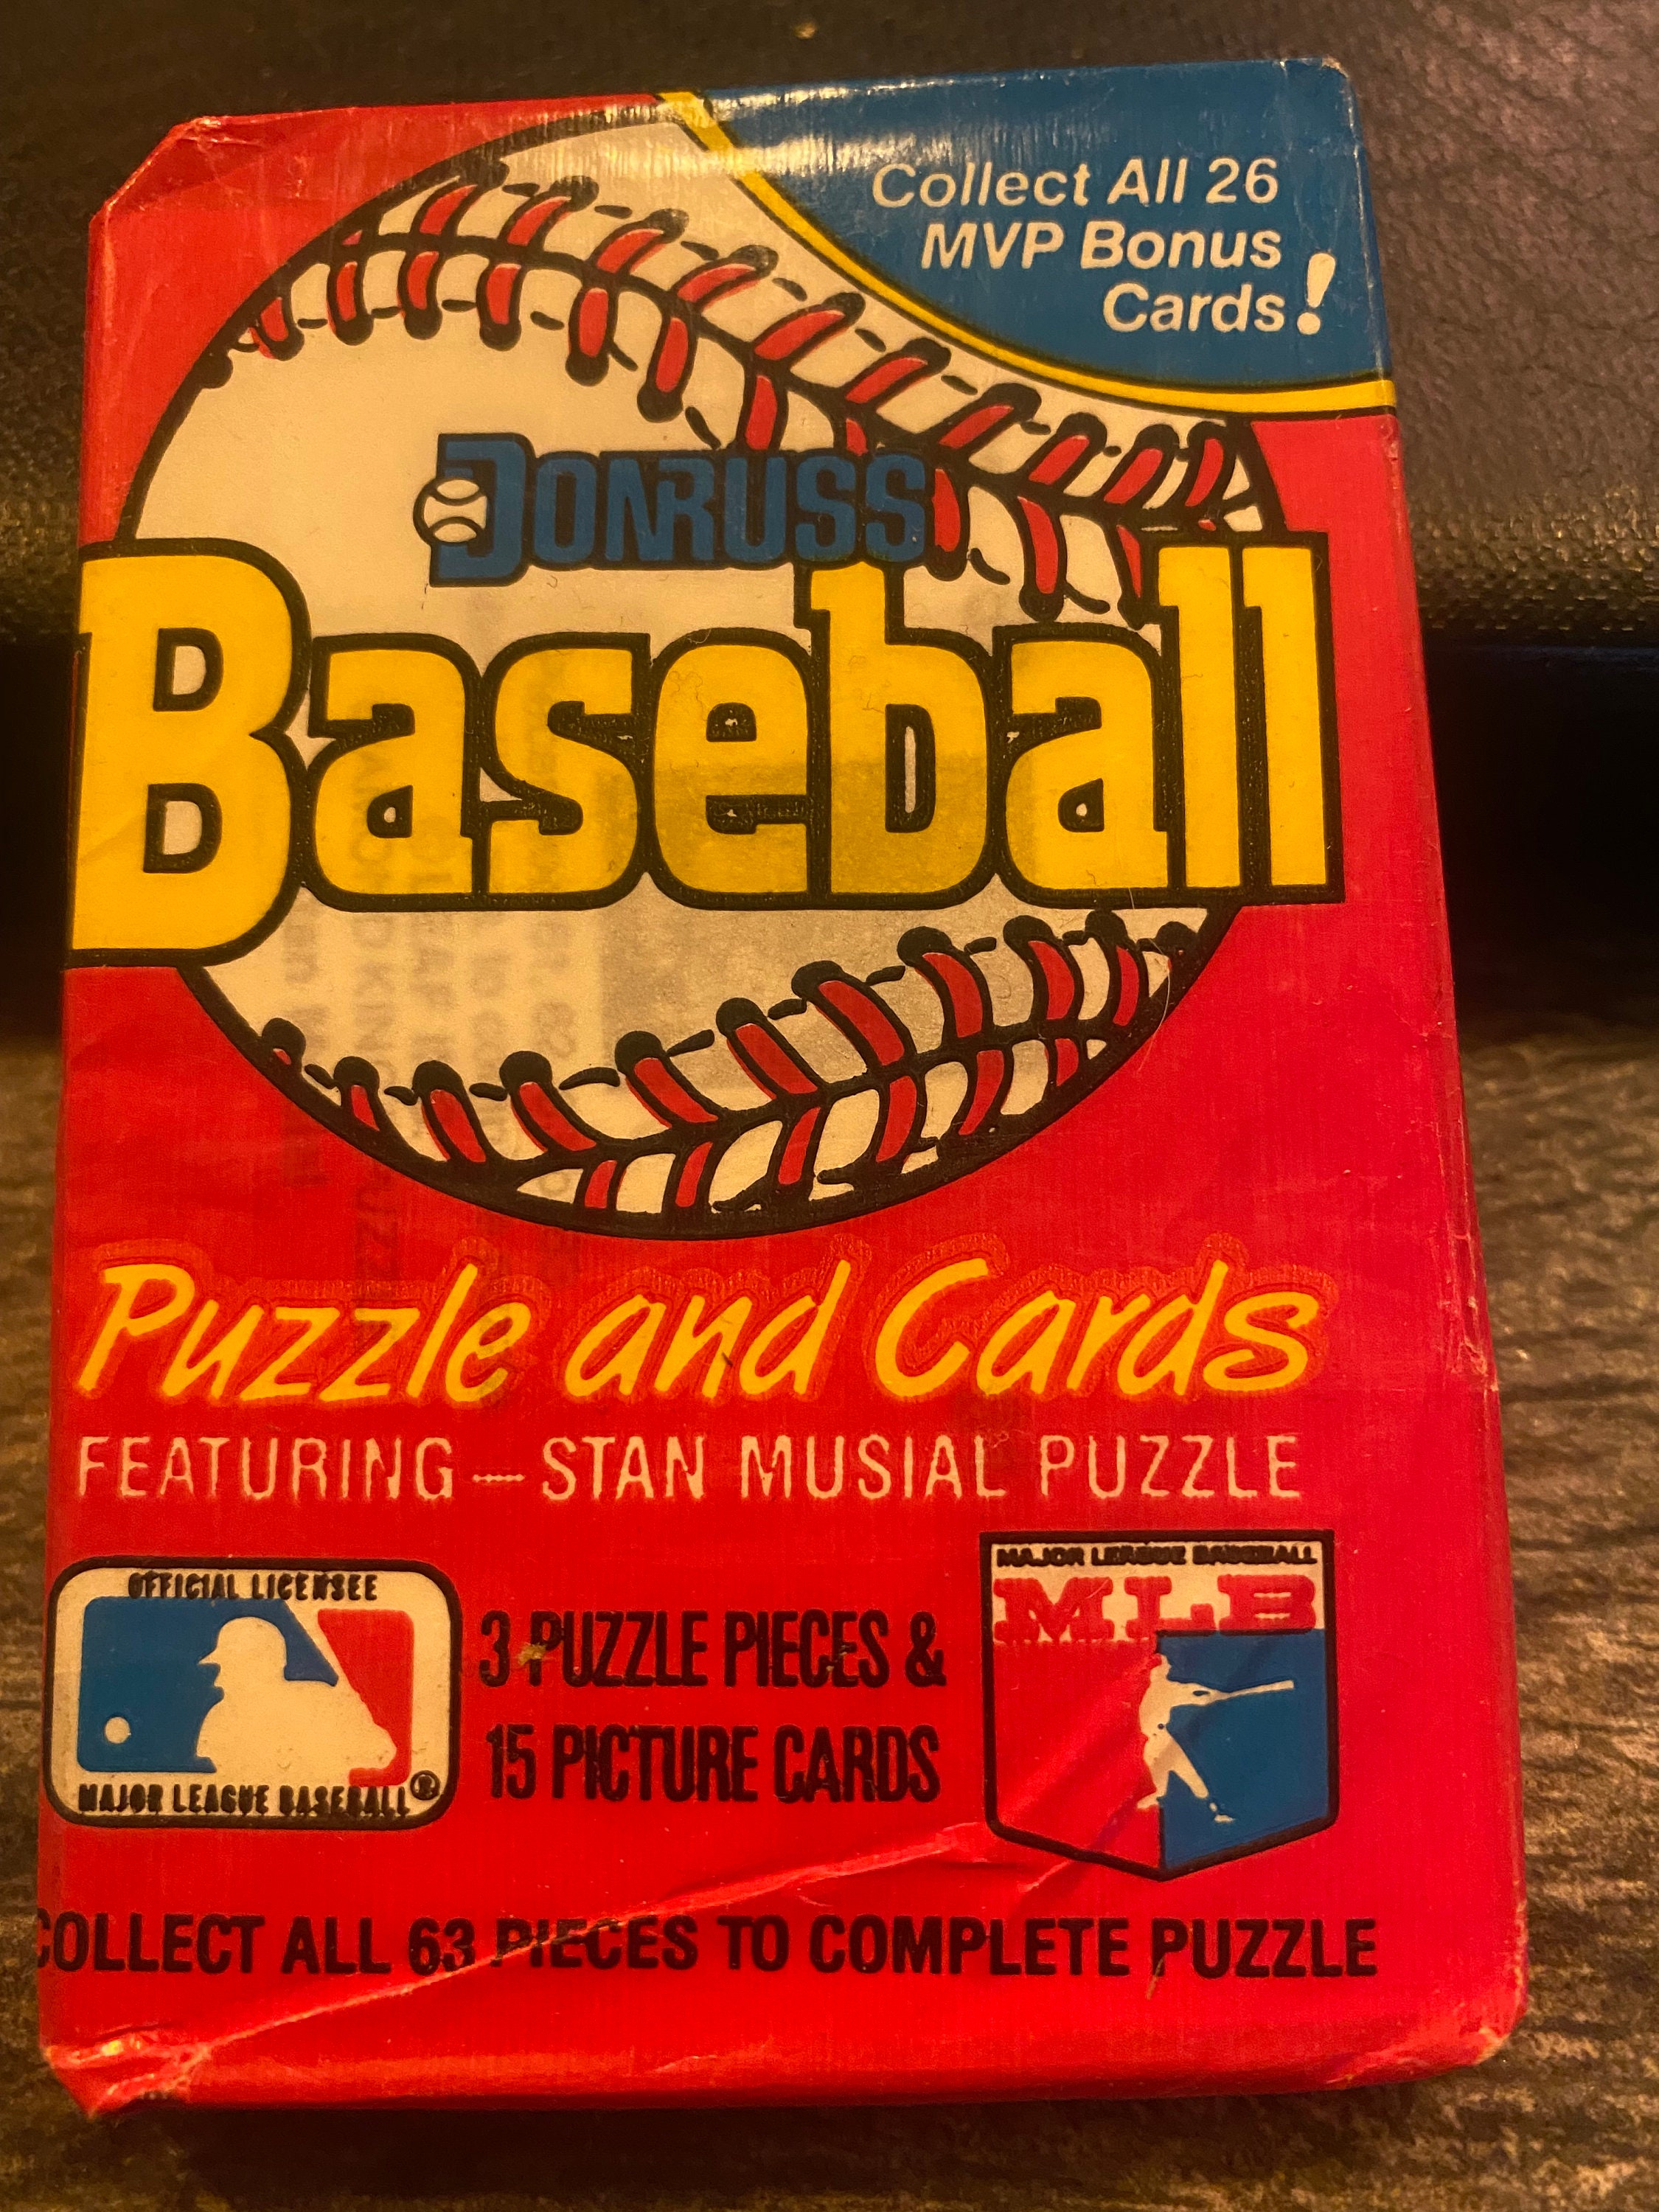 Collect All 26
MVP Bonus
Cards!
DONRUSS
Baseball
Puzzle and Cards
FEATURING — STAN MUSIAL PUZZLE
OFFICIAL LICENSEE
MAJOR LEAGUE BASEBALL®
3 PUZZLE PIECES &
15 PICTURE CARDS
MAJOR LEAGUE BASEBALL
MLB
COLLECT ALL 63 PIECES TO COMPLETE PUZZLE